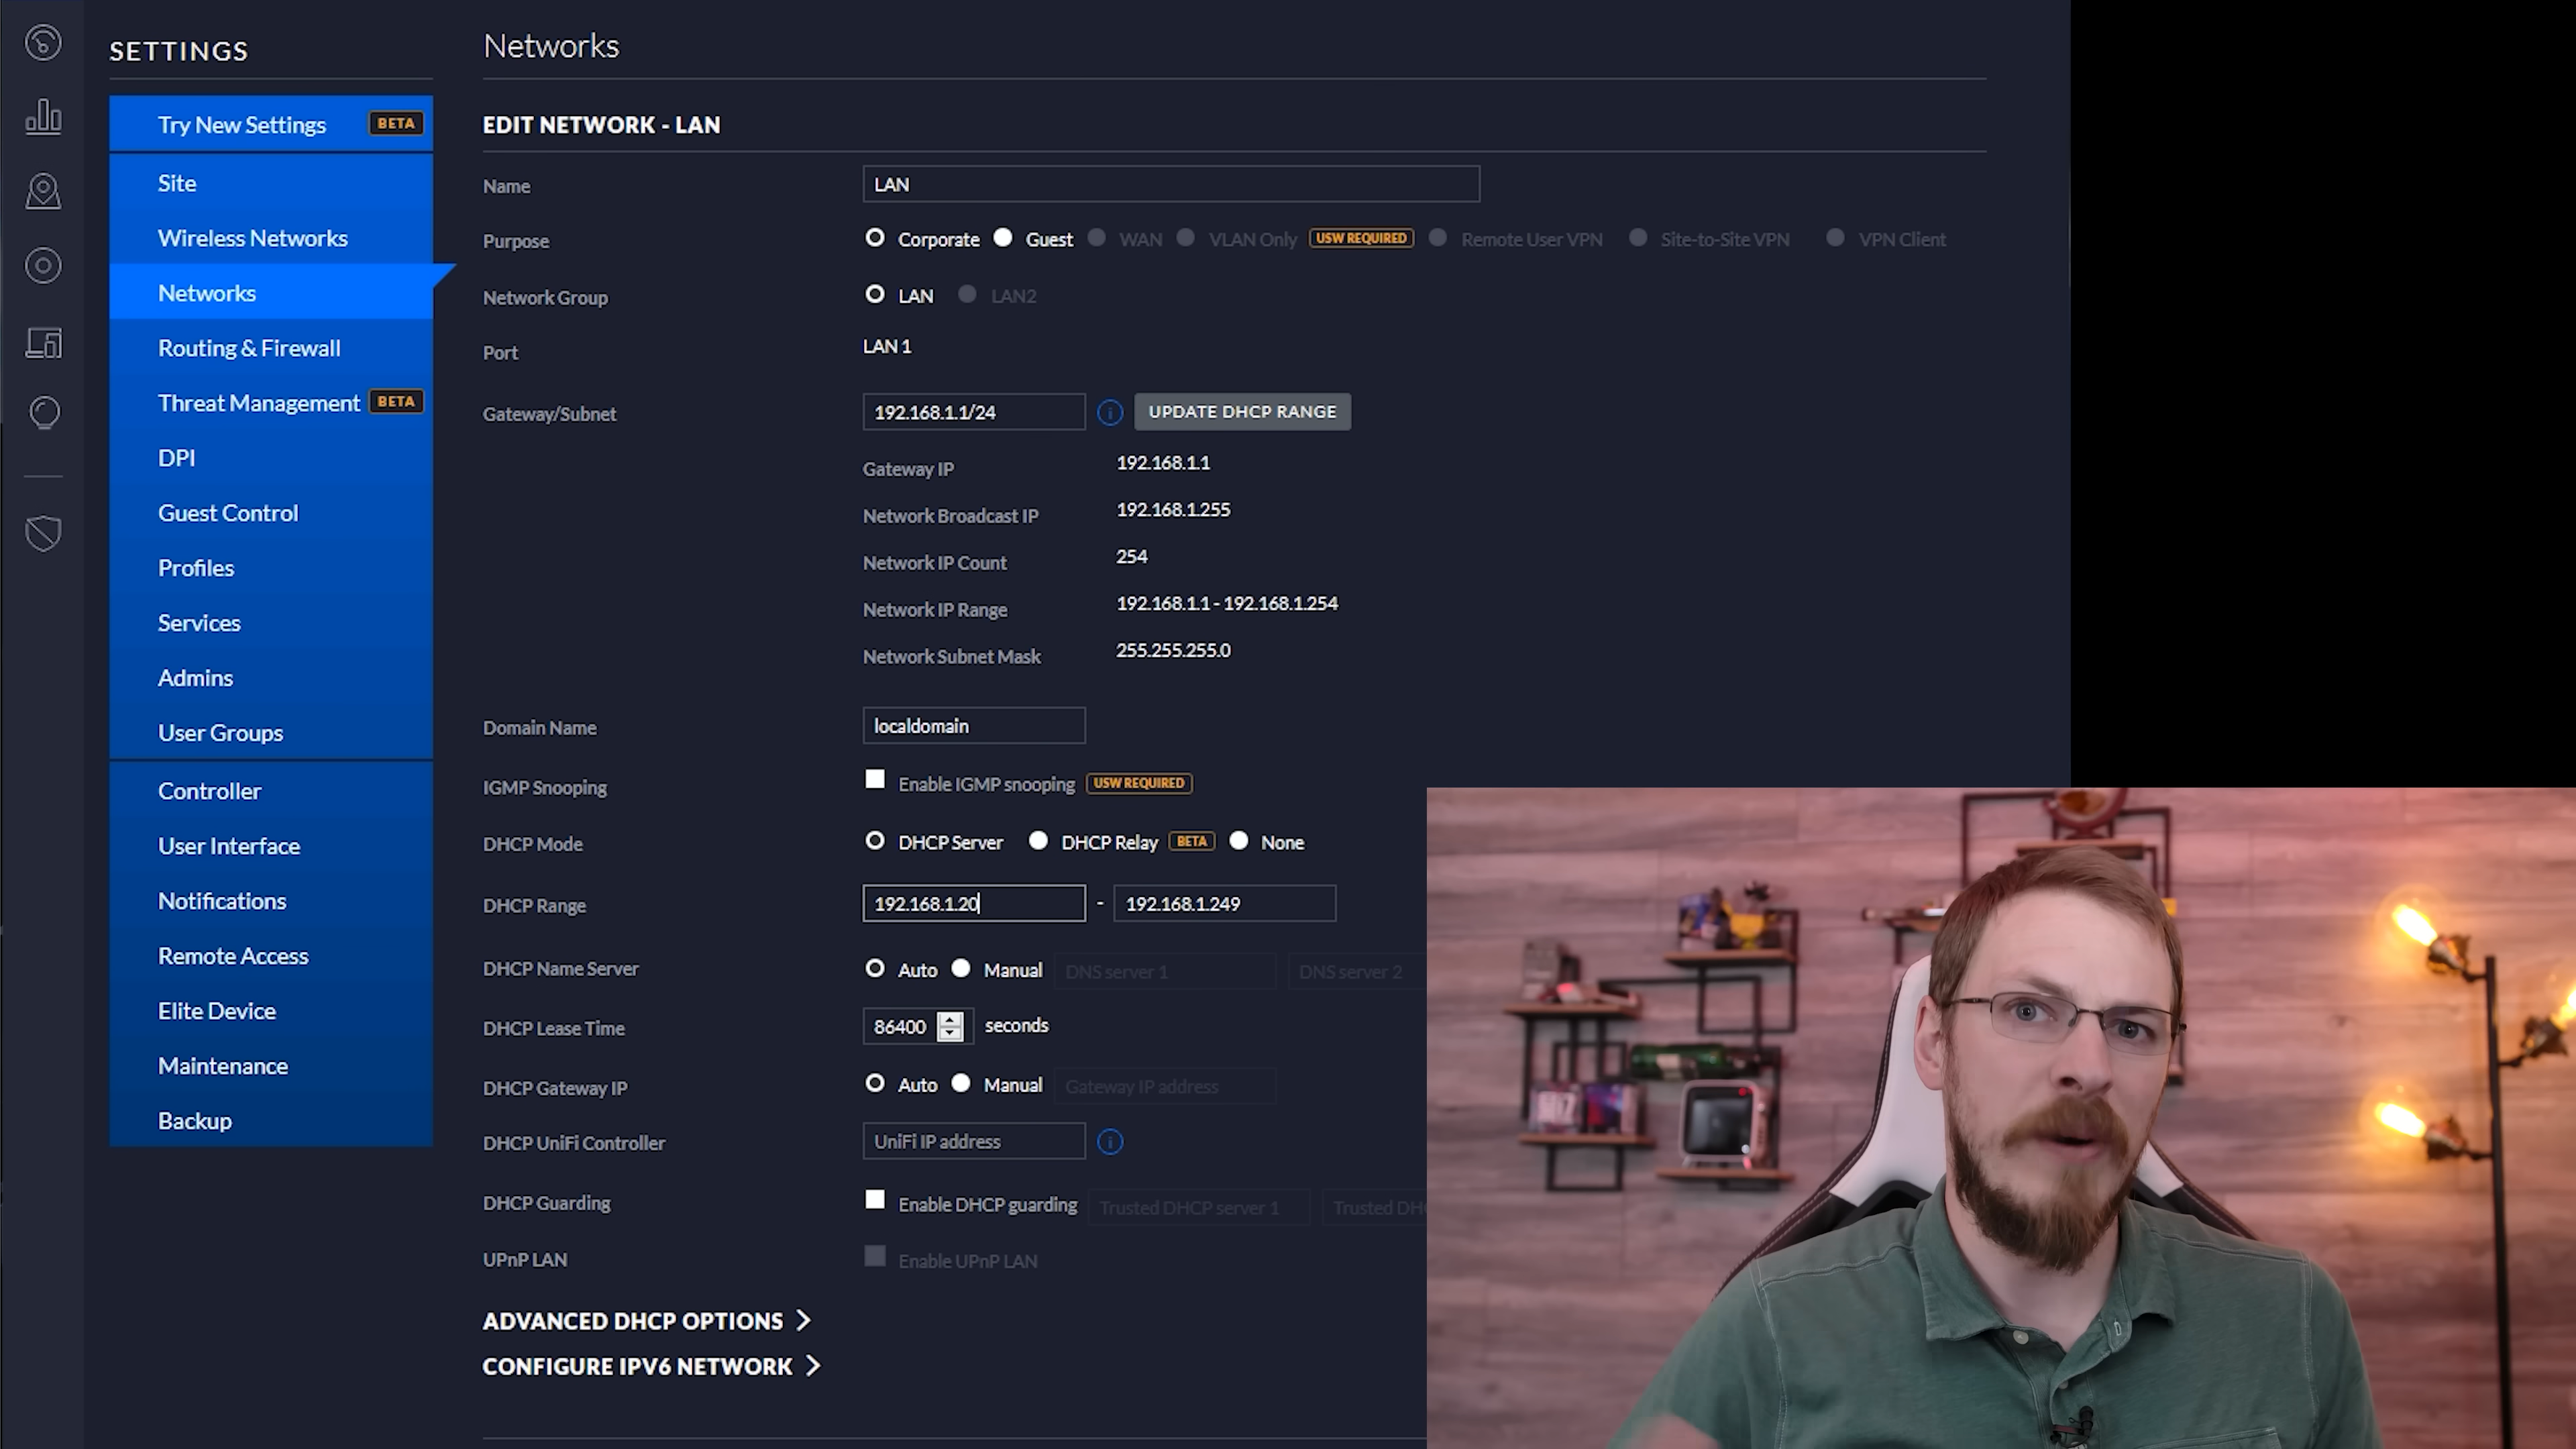 SETTINGS
Try New Settings BETA
Site
Wireless Networks
Networks
Routing & Firewall
Threat Management BETA
DPI
Guest Control
Profiles
Services
Admins
User Groups
Controller
User Interface
Notifications
Remote Access
Elite Device
Maintenance
Backup
Networks
EDIT NETWORK - LAN
Name LAN
Purpose Corporate Guest WAN VLAN Only USW REQUIRED Remote User VPN Site-to-Site VPN VPN Client
Network Group LAN LAN2
Port LAN 1
Gateway/Subnet 192.168.1.1/24 i UPDATE DHCP RANGE
Gateway IP 192.168.1.1
Network Broadcast IP 192.168.1.255
Network IP Count 254
Network IP Range 192.168.1.1 - 192.168.1.254
Network Subnet Mask 255.255.255.0
Domain Name localdomain
IGMP Snooping Enable IGMP snooping USW REQUIRED
DHCP Mode DHCP Server DHCP Relay BETA None
DHCP Range 192.168.1.20 - 192.168.1.249
DHCP Name Server Auto Manual DNS server 1 DNS server 2
DHCP Lease Time 86400 seconds
DHCP Gateway IP Auto Manual Gateway IP address
DHCP UniFi Controller UniFi IP address i
DHCP Guarding Enable DHCP guarding Trusted DHCP server 1 Trusted DH
UPnP LAN Enable UPnP LAN
ADVANCED DHCP OPTIONS
CONFIGURE IPV6 NETWORK